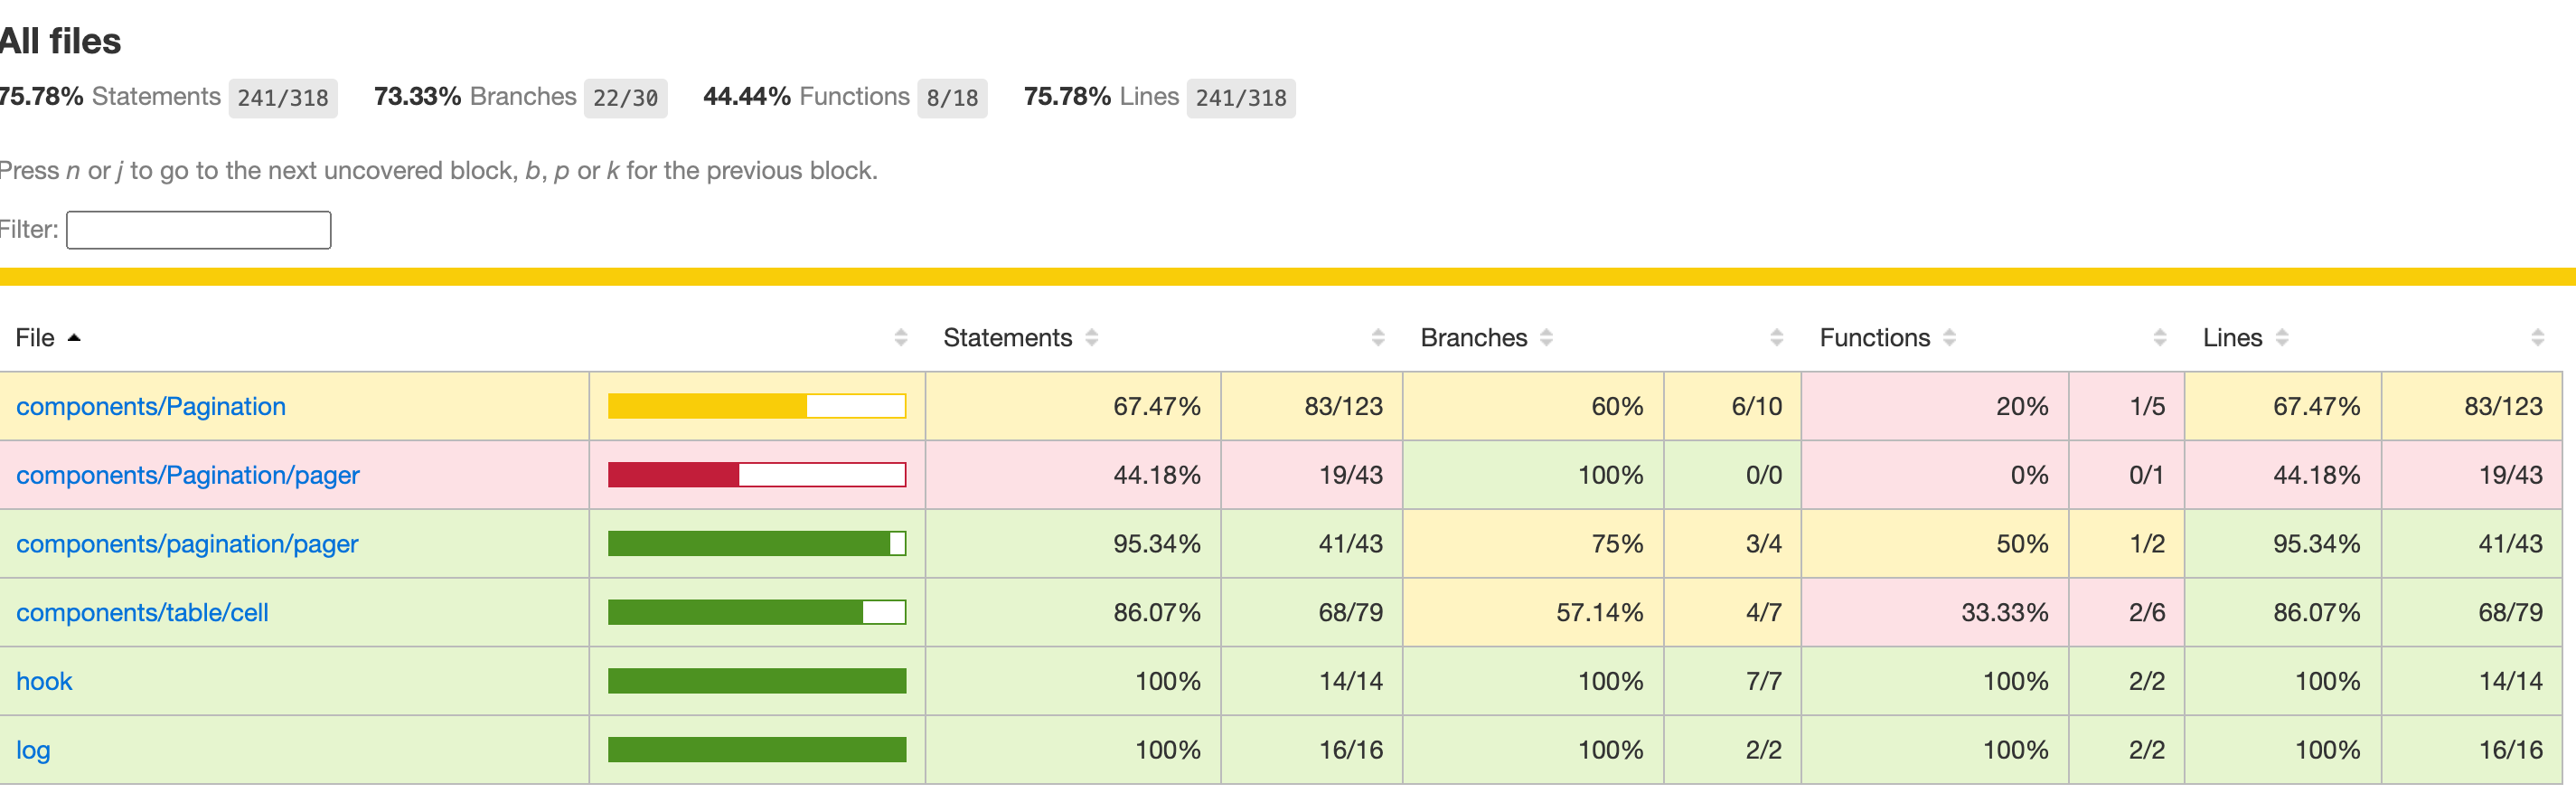 All files
75.78% Statements 241/318 73.33% Branches 22/30 44.44% Functions 8/18 75.78% Lines 241/318
Press n or j to go to the next uncovered block, b, p or k for the previous block.
Filter:
File Statements Branches Functions Lines
components/Pagination 67.47% 83/123 60% 6/10 20% 1/5 67.47% 83/123
components/Pagination/pager 44.18% 19/43 100% 0/0 0% 0/1 44.18% 19/43
components/pagination/pager 95.34% 41/43 75% 3/4 50% 1/2 95.34% 41/43
components/table/cell 86.07% 68/79 57.14% 4/7 33.33% 2/6 86.07% 68/79
hook 100% 14/14 100% 7/7 100% 2/2 100% 14/14
log 100% 16/16 100% 2/2 100% 2/2 100% 16/16